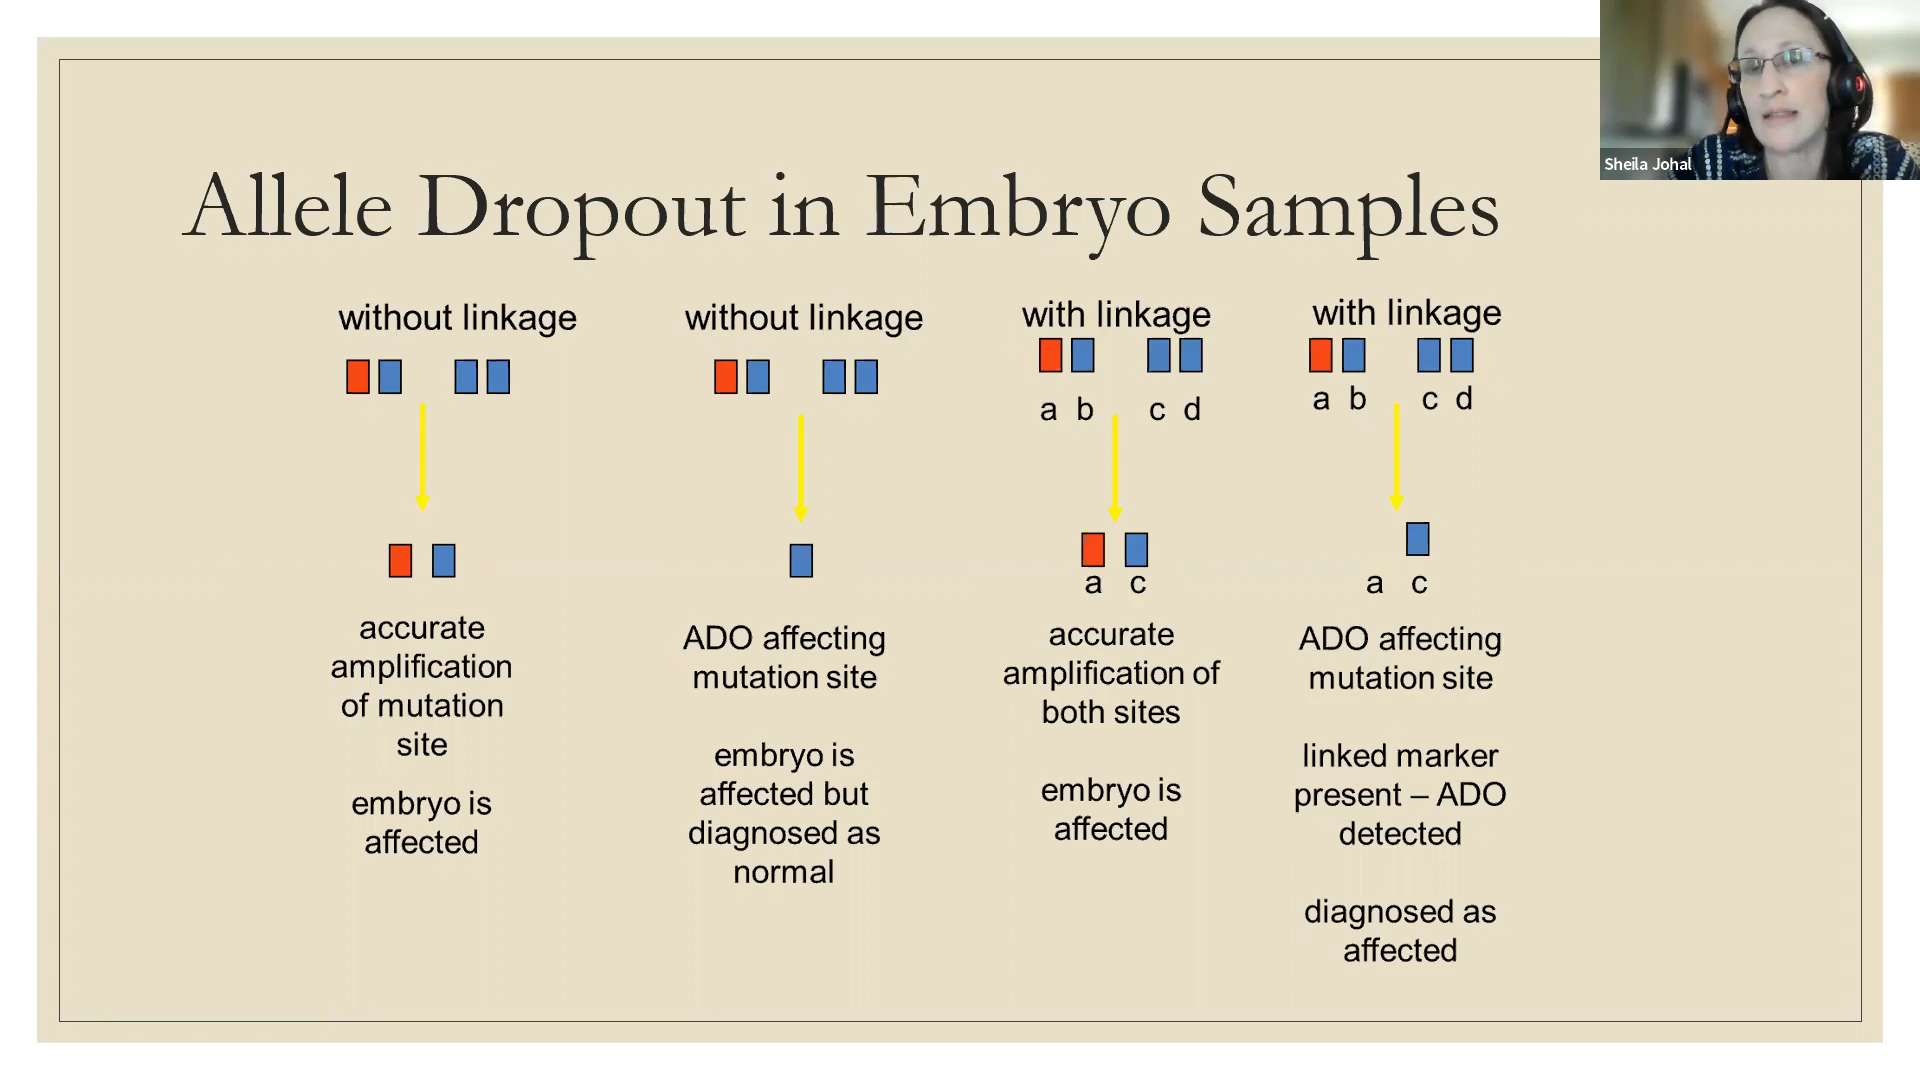 Sheila Johal
Allele Dropout in Embryo Samples
without linkage
accurate
amplification
of mutation
site
embryo is
affected
without linkage
ADO affecting
mutation site
embryo is
affected but
diagnosed as
normal
with linkage
a b c d
a c
accurate
amplification of
both sites
embryo is
affected
with linkage
a b c d
a c
ADO affecting
mutation site
linked marker
present – ADO
detected
diagnosed as
affected